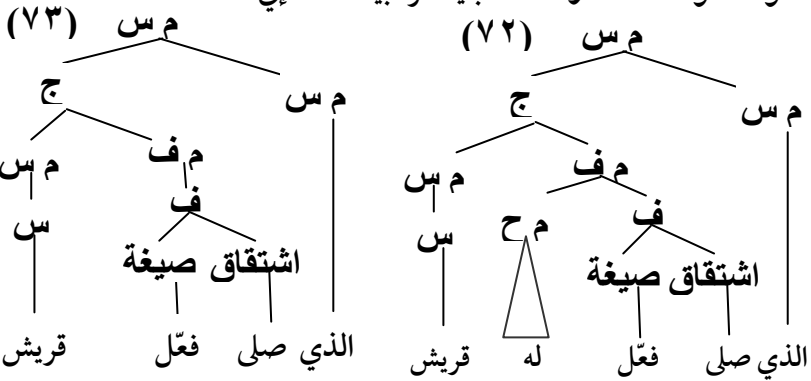 (٧٢) م س (٧٣) م س
م س ج م س ج
م ف م س م ف م س
ف م ح س ف س
اشتقاق صيغة اشتقاق صيغة
الذي صلى فعّل له قريش الذي صلى فعّل قريش